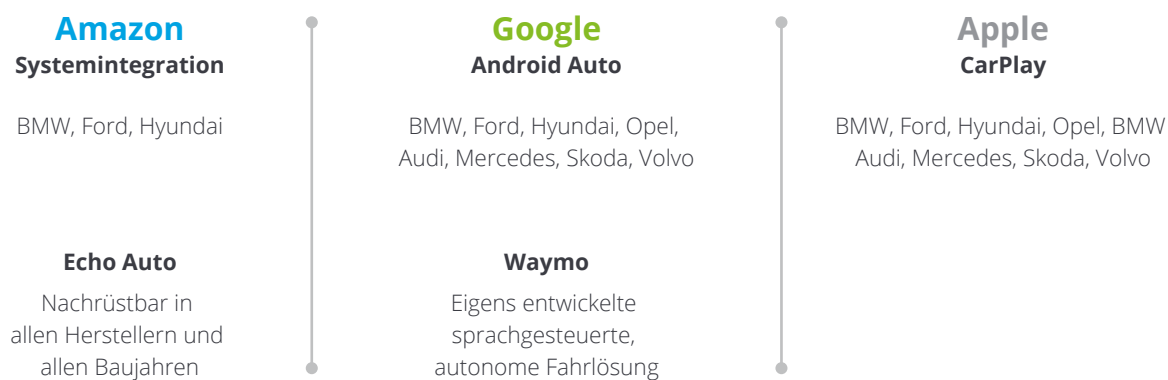 Amazon
Systemintegration
BMW, Ford, Hyundai
Echo Auto
Nachrüstbar in
allen Herstellern und
allen Baujahren
Google
Android Auto
BMW, Ford, Hyundai, Opel,
Audi, Mercedes, Skoda, Volvo
Waymo
Eigens entwickelte
sprachgesteuerte,
autonome Fahrlösung
Apple
CarPlay
BMW, Ford, Hyundai, Opel, BMW
Audi, Mercedes, Skoda, Volvo